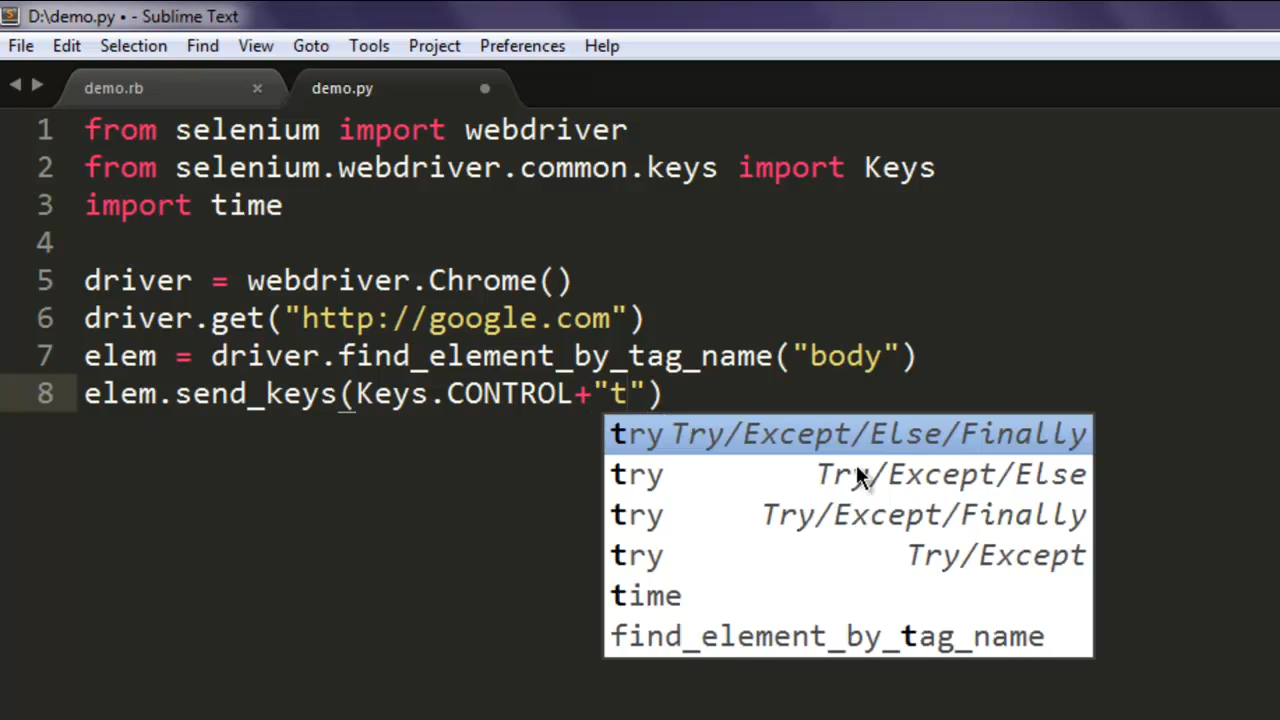 D:\demo.py • - Sublime Text
File Edit Selection Find View Goto Tools Project Preferences Help
demo.rb × demo.py
1 from selenium import webdriver
2 from selenium.webdriver.common.keys import Keys
3 import time
4
5 driver = webdriver.Chrome()
6 driver.get("http://google.com")
7 elem = driver.find_element_by_tag_name("body")
8 elem.send_keys(Keys.CONTROL+"t")
try Try/Except/Else/Finally
try Try/Except/Else
try Try/Except/Finally
try Try/Except
time
find_element_by_tag_name